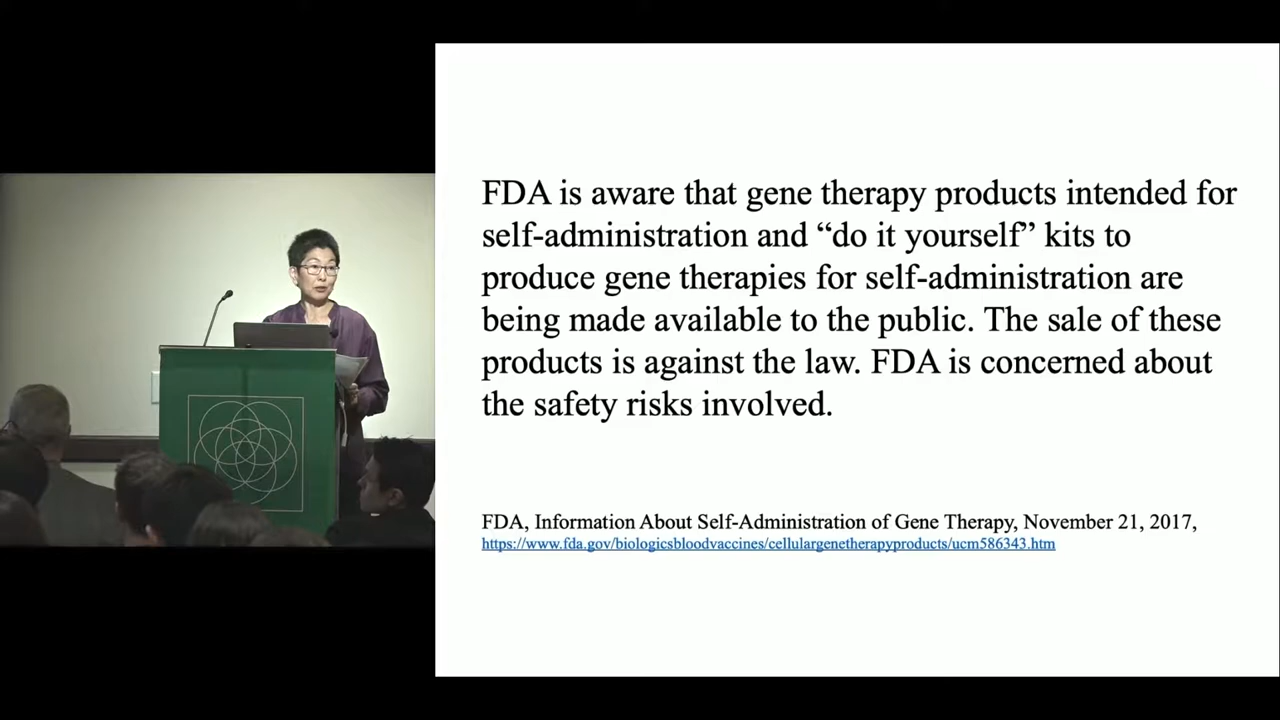 FDA is aware that gene therapy products intended for
self-administration and “do it yourself” kits to
produce gene therapies for self-administration are
being made available to the public. The sale of these
products is against the law. FDA is concerned about
the safety risks involved.
FDA, Information About Self-Administration of Gene Therapy, November 21, 2017,
https://www.fda.gov/biologicsbloodvaccines/cellulargenetherapyproducts/ucm586343.htm